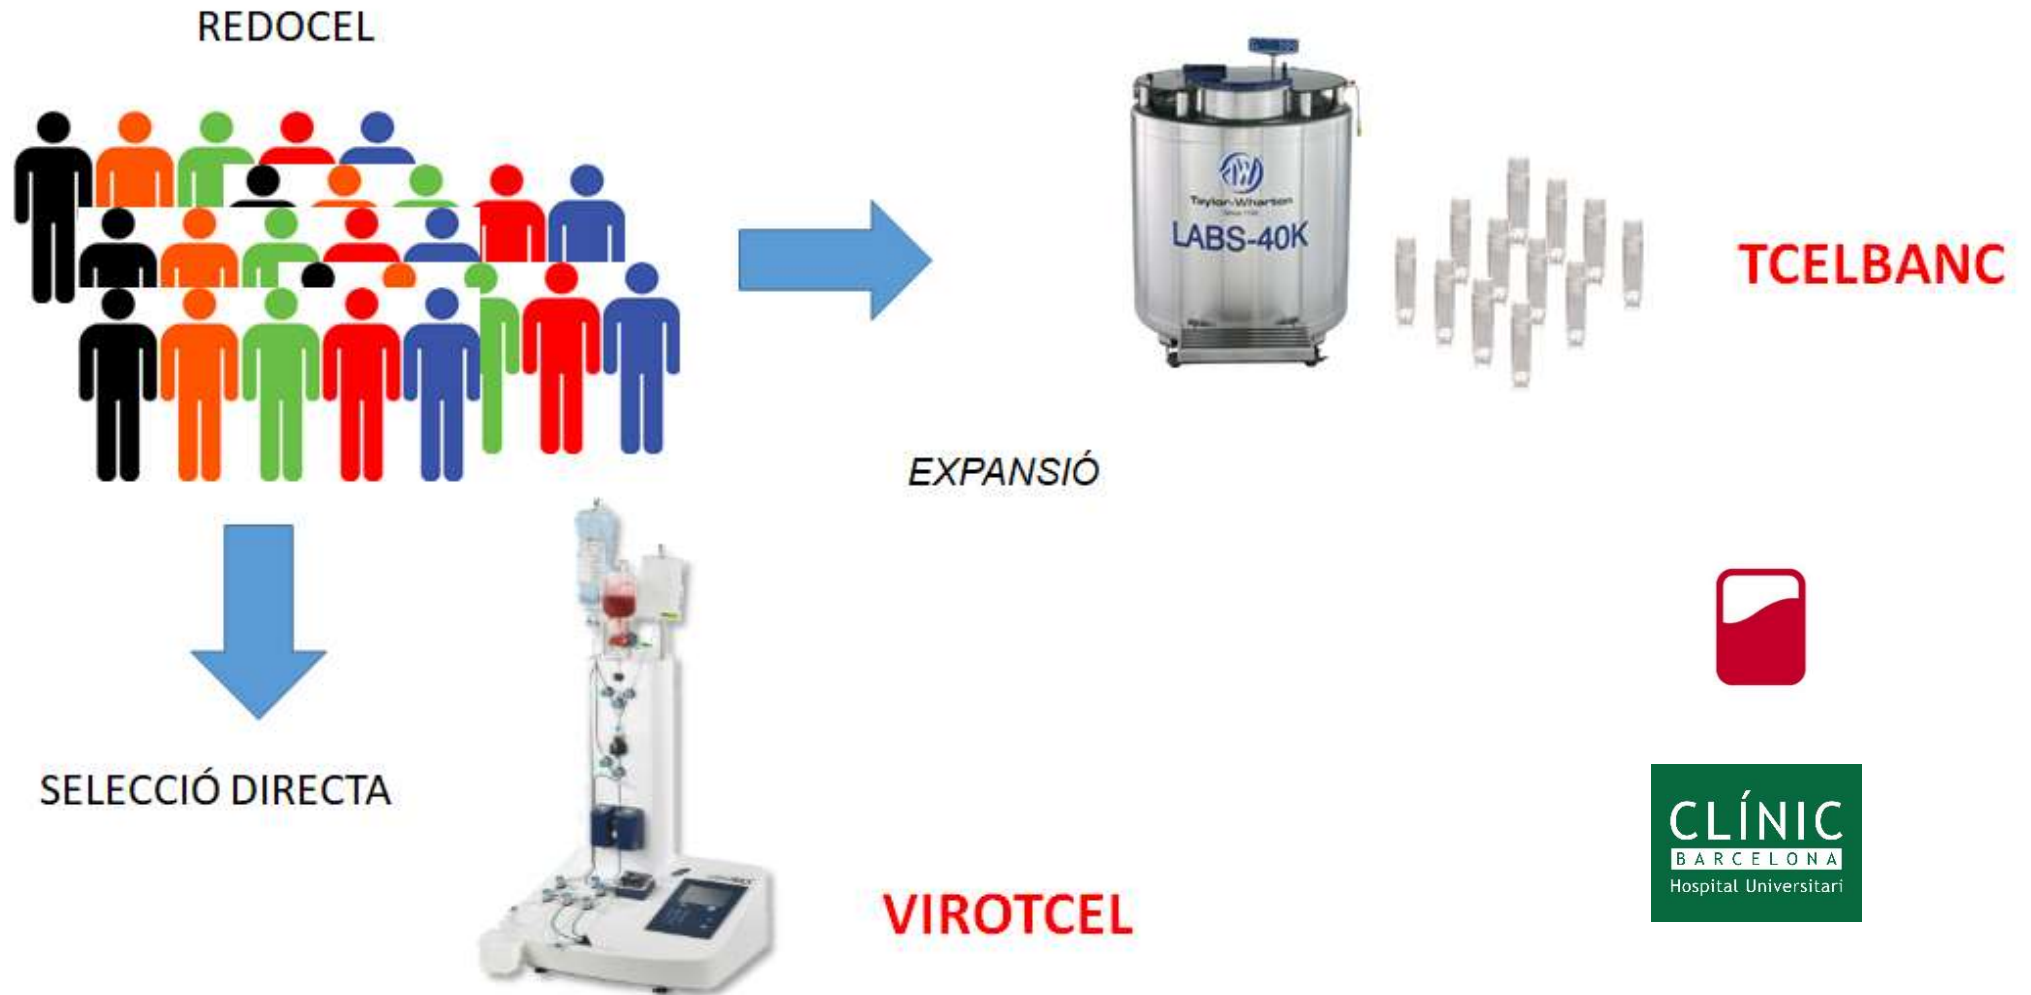 REDOCEL
Taylor-Wharton
LABS-40K
TCELBANC
EXPANSIÓ
SELECCIÓ DIRECTA
VIROTCEL
CLÍNIC
BARCELONA
Hospital Universitari